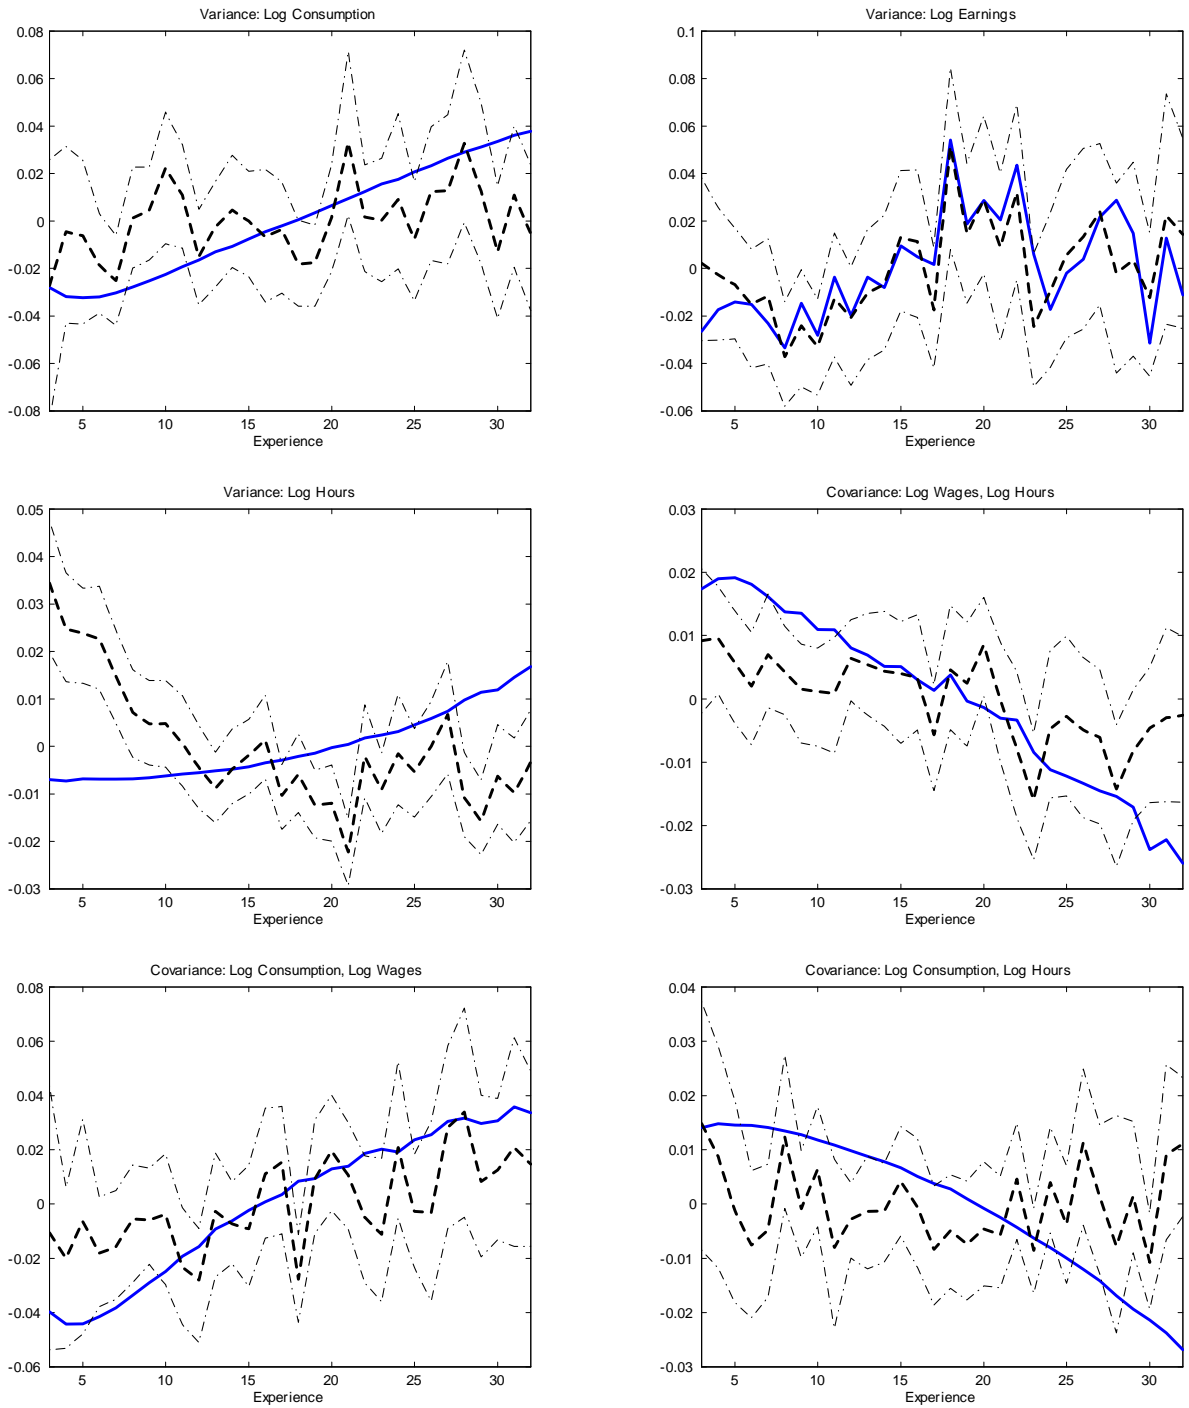 Variance: Log Consumption
0.08
0.06
0.04
0.02
0
-0.02
-0.04
-0.06
-0.08
5 10 15 20 25 30
Experience
Variance: Log Earnings
0.1
0.08
0.06
0.04
0.02
0
-0.02
-0.04
-0.06
5 10 15 20 25 30
Experience
Variance: Log Hours
0.05
0.04
0.03
0.02
0.01
0
-0.01
-0.02
-0.03
5 10 15 20 25 30
Experience
Covariance: Log Wages, Log Hours
0.03
0.02
0.01
0
-0.01
-0.02
-0.03
5 10 15 20 25 30
Experience
Covariance: Log Consumption, Log Wages
0.08
0.06
0.04
0.02
0
-0.02
-0.04
-0.06
5 10 15 20 25 30
Experience
Covariance: Log Consumption, Log Hours
0.04
0.03
0.02
0.01
0
-0.01
-0.02
-0.03
5 10 15 20 25 30
Experience